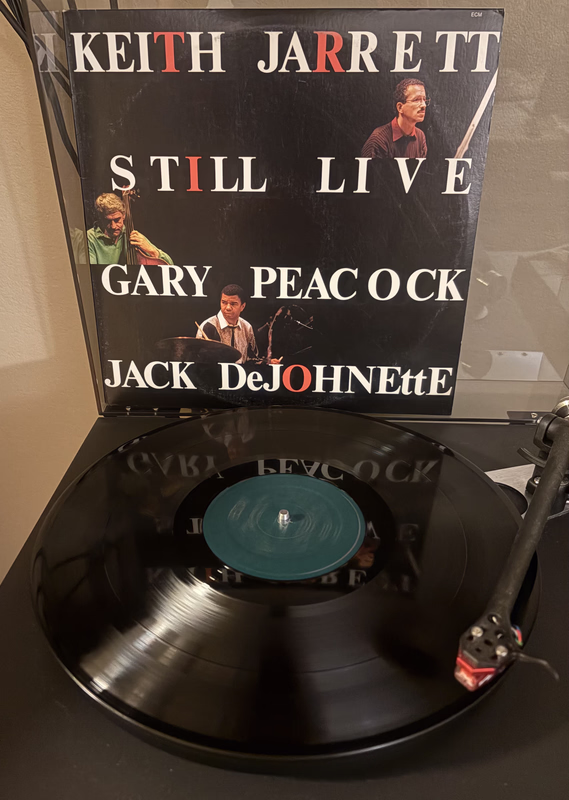 ECM
KEITH JARRETT
STILL LIVE
GARY PEACOCK
JACK DeJOHNEttE